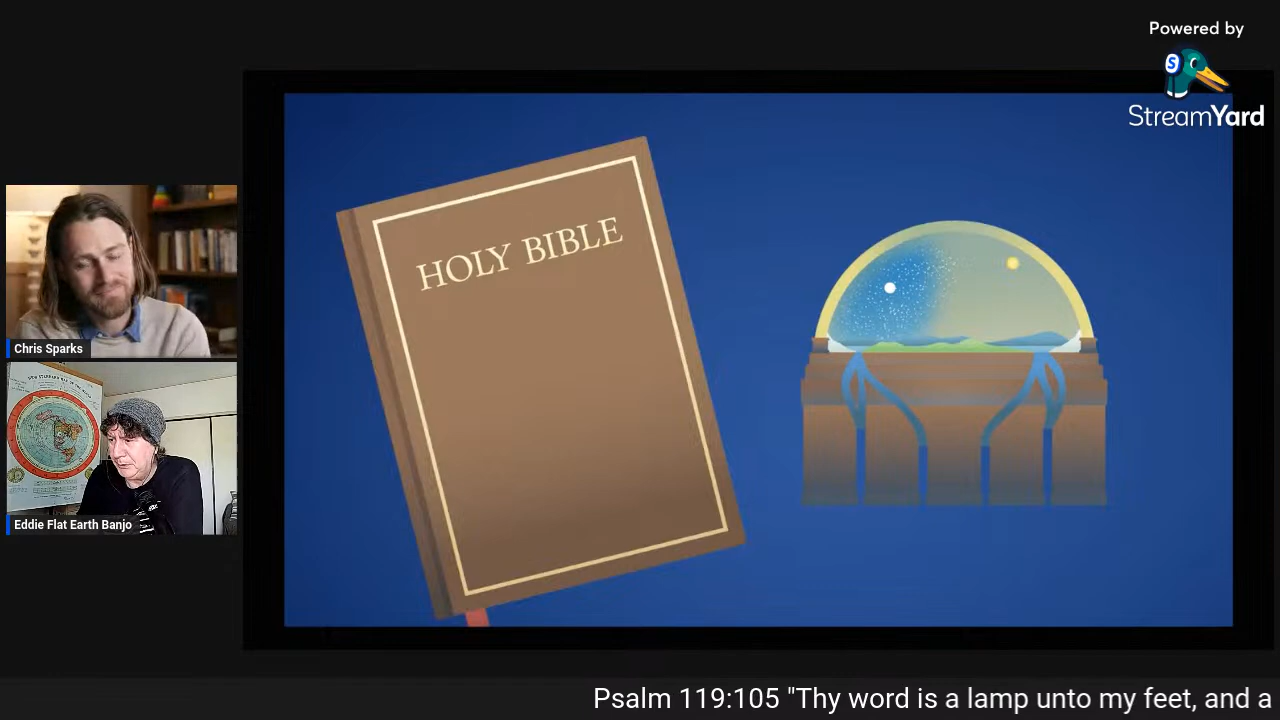 Powered by
StreamYard
HOLY BIBLE
Chris Sparks
Eddie Flat Earth Banjo
Psalm 119:105 "Thy word is a lamp unto my feet, and a